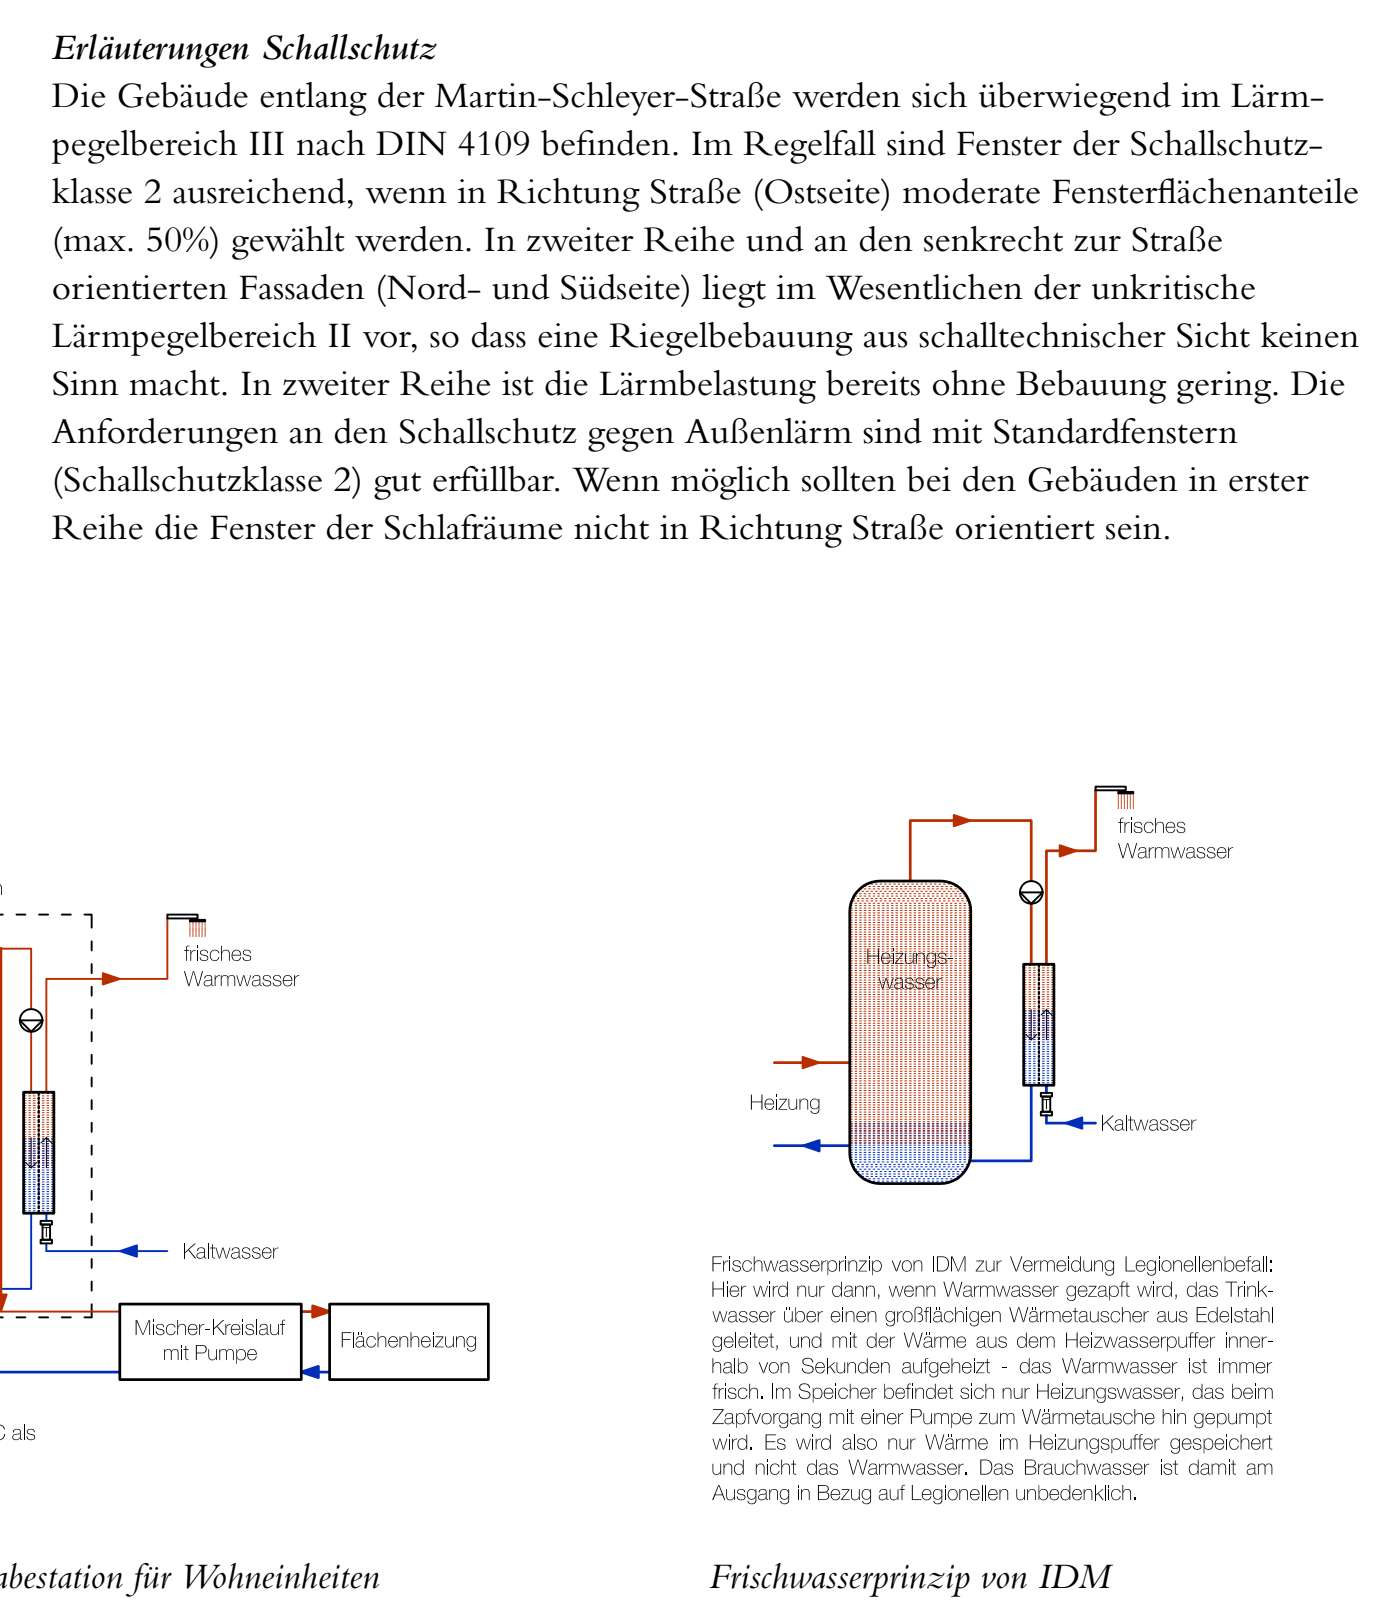 Erläuterungen Schallschutz
Die Gebäude entlang der Martin-Schleyer-Straße werden sich überwiegend im Lärm-
pegelbereich III nach DIN 4109 befinden. Im Regelfall sind Fenster der Schallschutz-
klasse 2 ausreichend, wenn in Richtung Straße (Ostseite) moderate Fensterflächenanteile
(max. 50%) gewählt werden. In zweiter Reihe und an den senkrecht zur Straße
orientierten Fassaden (Nord- und Südseite) liegt im Wesentlichen der unkritische
Lärmpegelbereich II vor, so dass eine Riegelbebauung aus schalltechnischer Sicht keinen
Sinn macht. In zweiter Reihe ist die Lärmbelastung bereits ohne Bebauung gering. Die
Anforderungen an den Schallschutz gegen Außenlärm sind mit Standardfenstern
(Schallschutzklasse 2) gut erfüllbar. Wenn möglich sollten bei den Gebäuden in erster
Reihe die Fenster der Schlafräume nicht in Richtung Straße orientiert sein.
frisches
Warmwasser
Kaltwasser
Mischer-Kreislauf
mit Pumpe
Flächenheizung
als
abestation für Wohneinheiten
frisches
Warmwasser
Heizungs-
wasser
Heizung
Kaltwasser
Frischwasserprinzip von IDM zur Vermeidung Legionellenbefall:
Hier wird nur dann, wenn Warmwasser gezapft wird, das Trink-
wasser über einen großflächigen Wärmetauscher aus Edelstahl
geleitet, und mit der Wärme aus dem Heizwasserpuffer inner-
halb von Sekunden aufgeheizt - das Warmwasser ist immer
frisch. Im Speicher befindet sich nur Heizungswasser, das beim
Zapfvorgang mit einer Pumpe zum Wärmetausche hin gepumpt
wird. Es wird also nur Wärme im Heizungspuffer gespeichert
und nicht das Warmwasser. Das Brauchwasser ist damit am
Ausgang in Bezug auf Legionellen unbedenklich.
Frischwasserprinzip von IDM